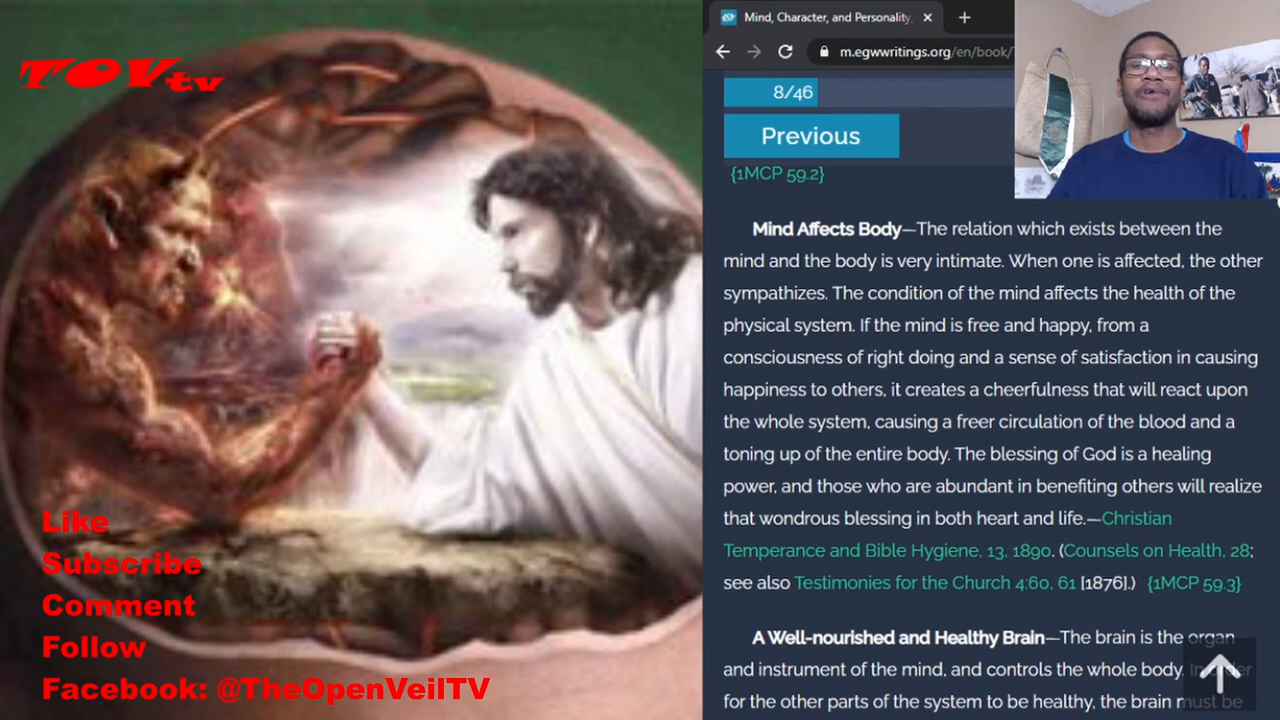 TOVtv
Like
Subscribe
Comment
Follow
Facebook: @TheOpenVeilTV
Mind, Character, and Personality,
m.egwwritings.org/en/book/
8/46
Previous
{1MCP 59.2}
Mind Affects Body—The relation which exists between the
mind and the body is very intimate. When one is affected, the other
sympathizes. The condition of the mind affects the health of the
physical system. If the mind is free and happy, from a
consciousness of right doing and a sense of satisfaction in causing
happiness to others, it creates a cheerfulness that will react upon
the whole system, causing a freer circulation of the blood and a
toning up of the entire body. The blessing of God is a healing
power, and those who are abundant in benefiting others will realize
that wondrous blessing in both heart and life.—Christian
Temperance and Bible Hygiene, 13, 1890. (Counsels on Health, 28;
see also Testimonies for the Church 4:60, 61 [1876].) {1MCP 59.3}
A Well-nourished and Healthy Brain—The brain is the organ
and instrument of the mind, and controls the whole body. In order
for the other parts of the system to be healthy, the brain must be